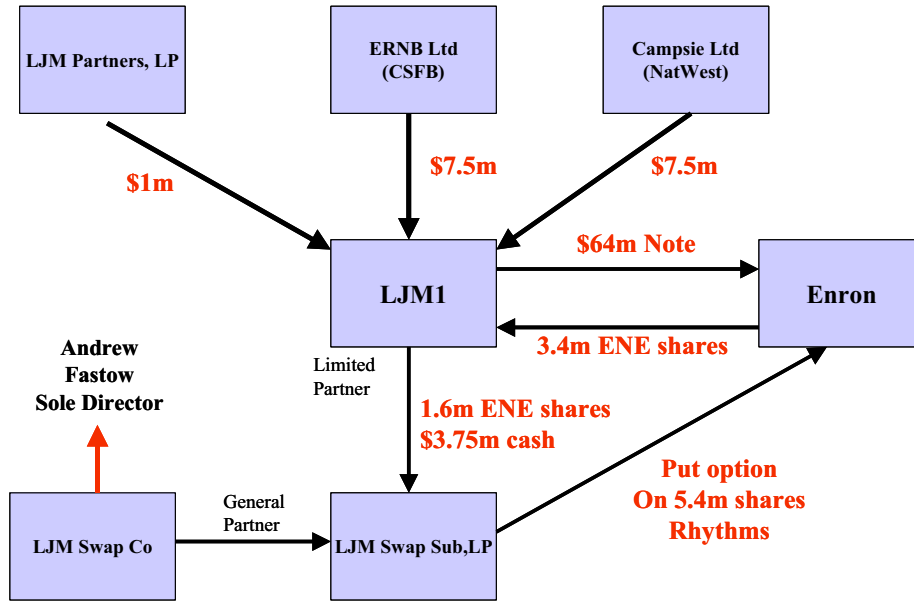 LJM Partners, LP
ERNB Ltd
(CSFB)
Campsie Ltd
(NatWest)
$1m
$7.5m
$7.5m
$64m Note
LJM1
Enron
3.4m ENE shares
Limited
Partner
Andrew
Fastow
Sole Director
1.6m ENE shares
$3.75m cash
Put option
On 5.4m shares
Rhythms
General
Partner
LJM Swap Co
LJM Swap Sub,LP